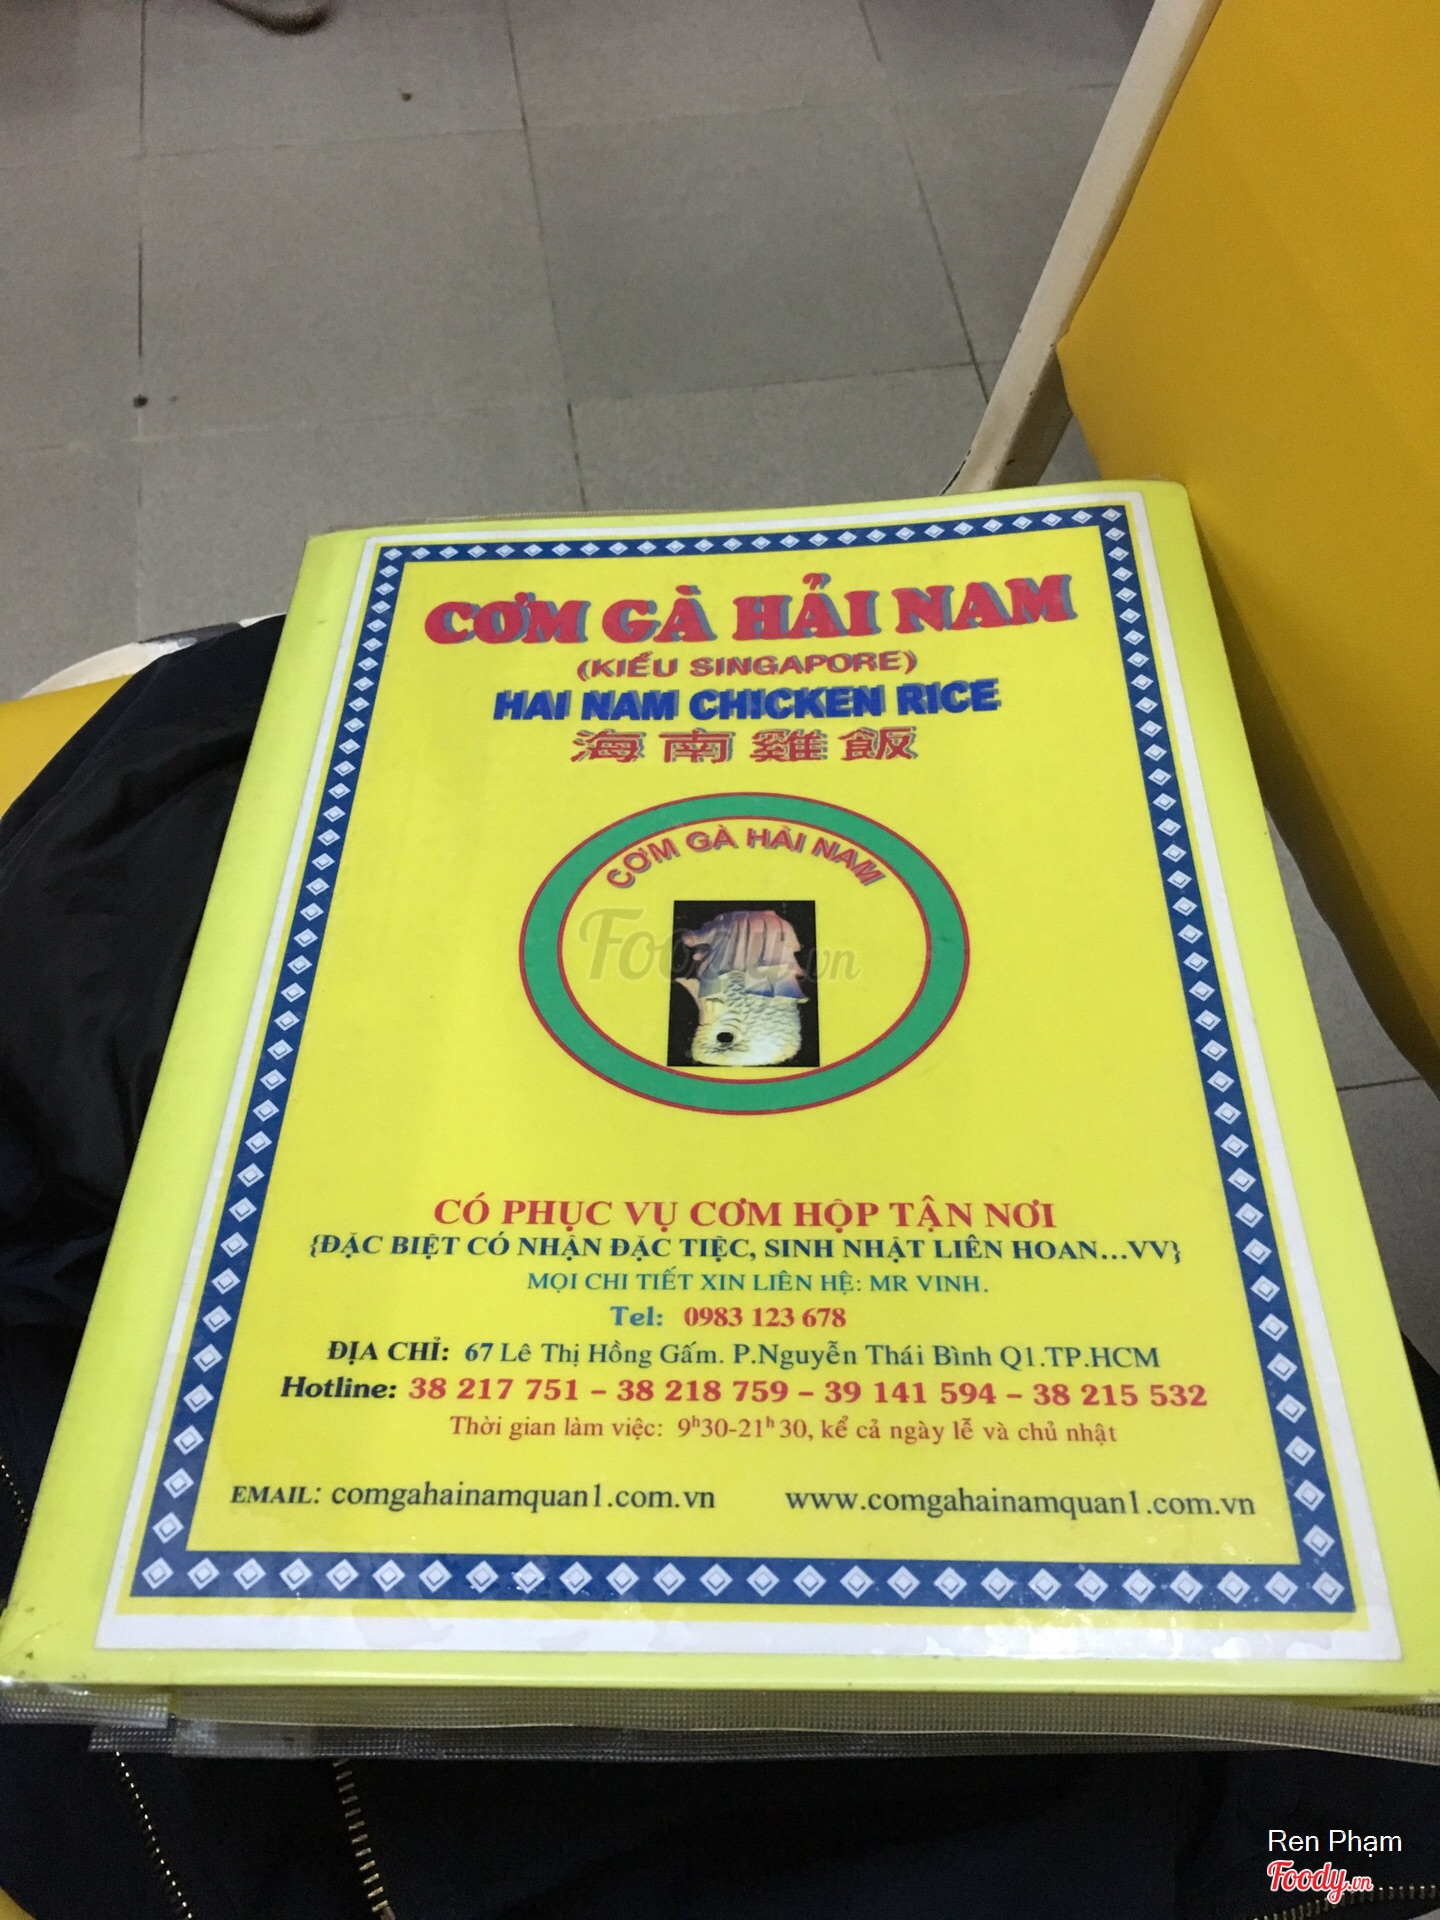 CƠM GÀ HẢI NAM
(KIỂU SINGAPORE)
HAI NAM CHICKEN RICE
海南雞飯
CƠM GÀ HẢI NAM
Foody.vn
CÓ PHỤC VỤ CƠM HỘP TẬN NƠI
{ĐẶC BIỆT CÓ NHẬN ĐẶC TIỆC, SINH NHẬT LIÊN HOAN...VV}
MỌI CHI TIẾT XIN LIÊN HỆ: MR VINH.
Tel: 0983 123 678
ĐỊA CHỈ: 67 Lê Thị Hồng Gấm. P.Nguyễn Thái Bình Q1.TP.HCM
Hotline: 38 217 751 – 38 218 759 – 39 141 594 – 38 215 532
Thời gian làm việc: 9h30-21h30, kể cả ngày lễ và chủ nhật
EMAIL: comgahainamquan1.com.vn www.comgahainamquan1.com.vn
Ren Phạm
Foody.vn